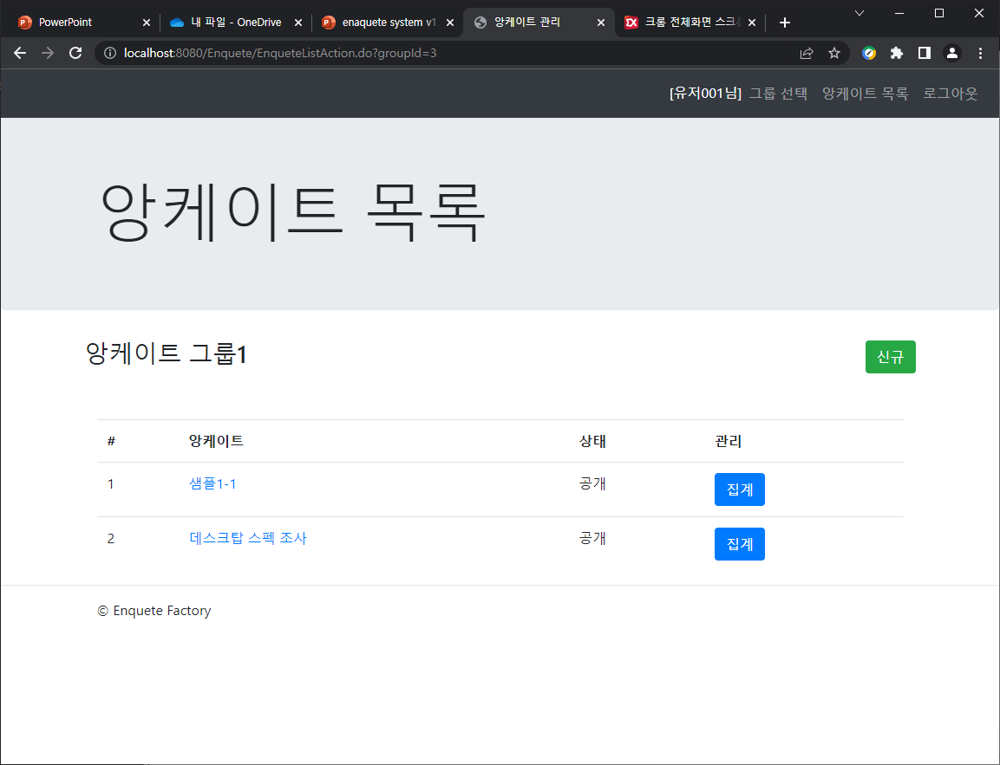 PowerPoint
내 파일 - OneDrive
enaquete system v1.
앙케이트 관리
크롬 전체화면 스크
localhost:8080/Enquete/EnqueteListAction.do?groupId=3
[유저001님] 그룹 선택 앙케이트 목록 로그아웃
앙케이트 목록
앙케이트 그룹1 신규
# 앙케이트 상태 관리
1 샘플1-1 공개 집계
2 데스크탑 스펙 조사 공개 집계
© Enquete Factory